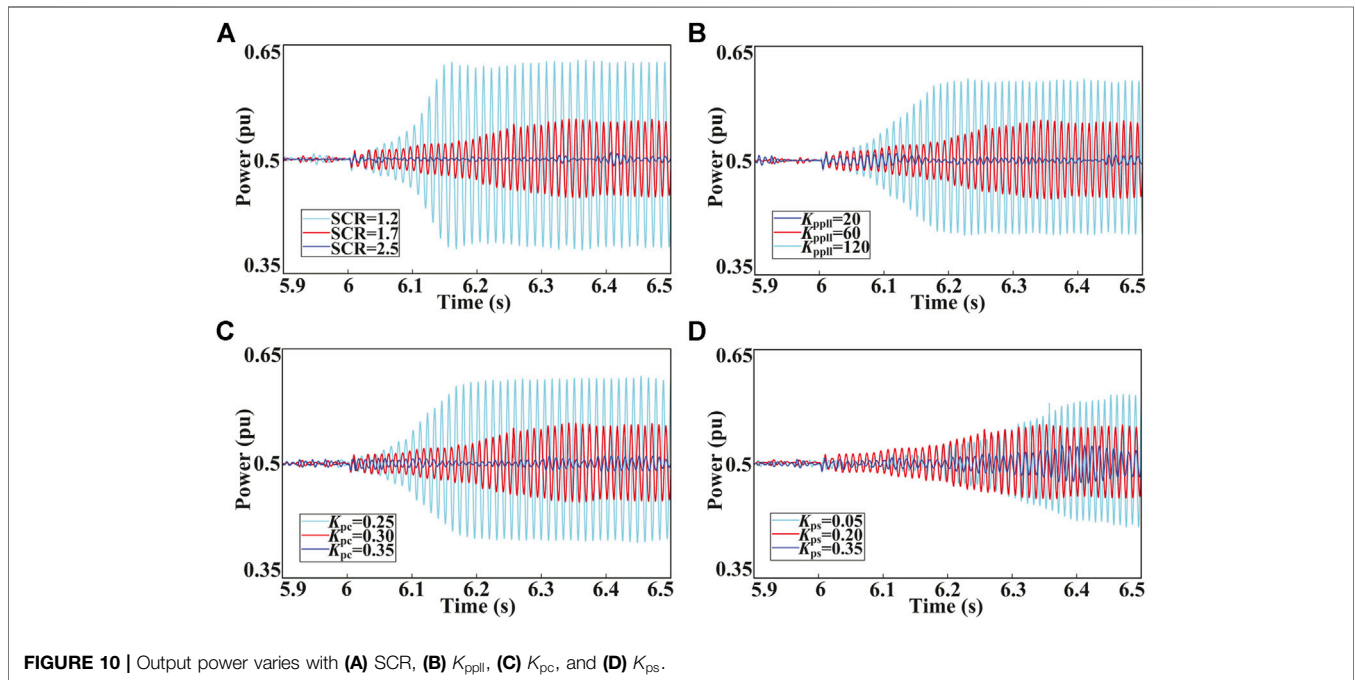 A
0.65
Power (pu)
0.5
0.35
SCR=1.2
SCR=1.7
SCR=2.5
5.9 6 6.1 6.2 6.3 6.4 6.5
Time (s)
B
0.65
Power (pu)
0.5
0.35
Kppll=20
Kppll=60
Kppll=120
5.9 6 6.1 6.2 6.3 6.4 6.5
Time (s)
C
0.65
Power (pu)
0.5
0.35
Kpc=0.25
Kpc=0.30
Kpc=0.35
5.9 6 6.1 6.2 6.3 6.4 6.5
Time (s)
D
0.65
Power (pu)
0.5
0.35
Kps=0.05
Kps=0.20
Kps=0.35
5.9 6 6.1 6.2 6.3 6.4 6.5
Time (s)
FIGURE 10 | Output power varies with (A) SCR, (B) Kppll, (C) Kpc, and (D) Kps.